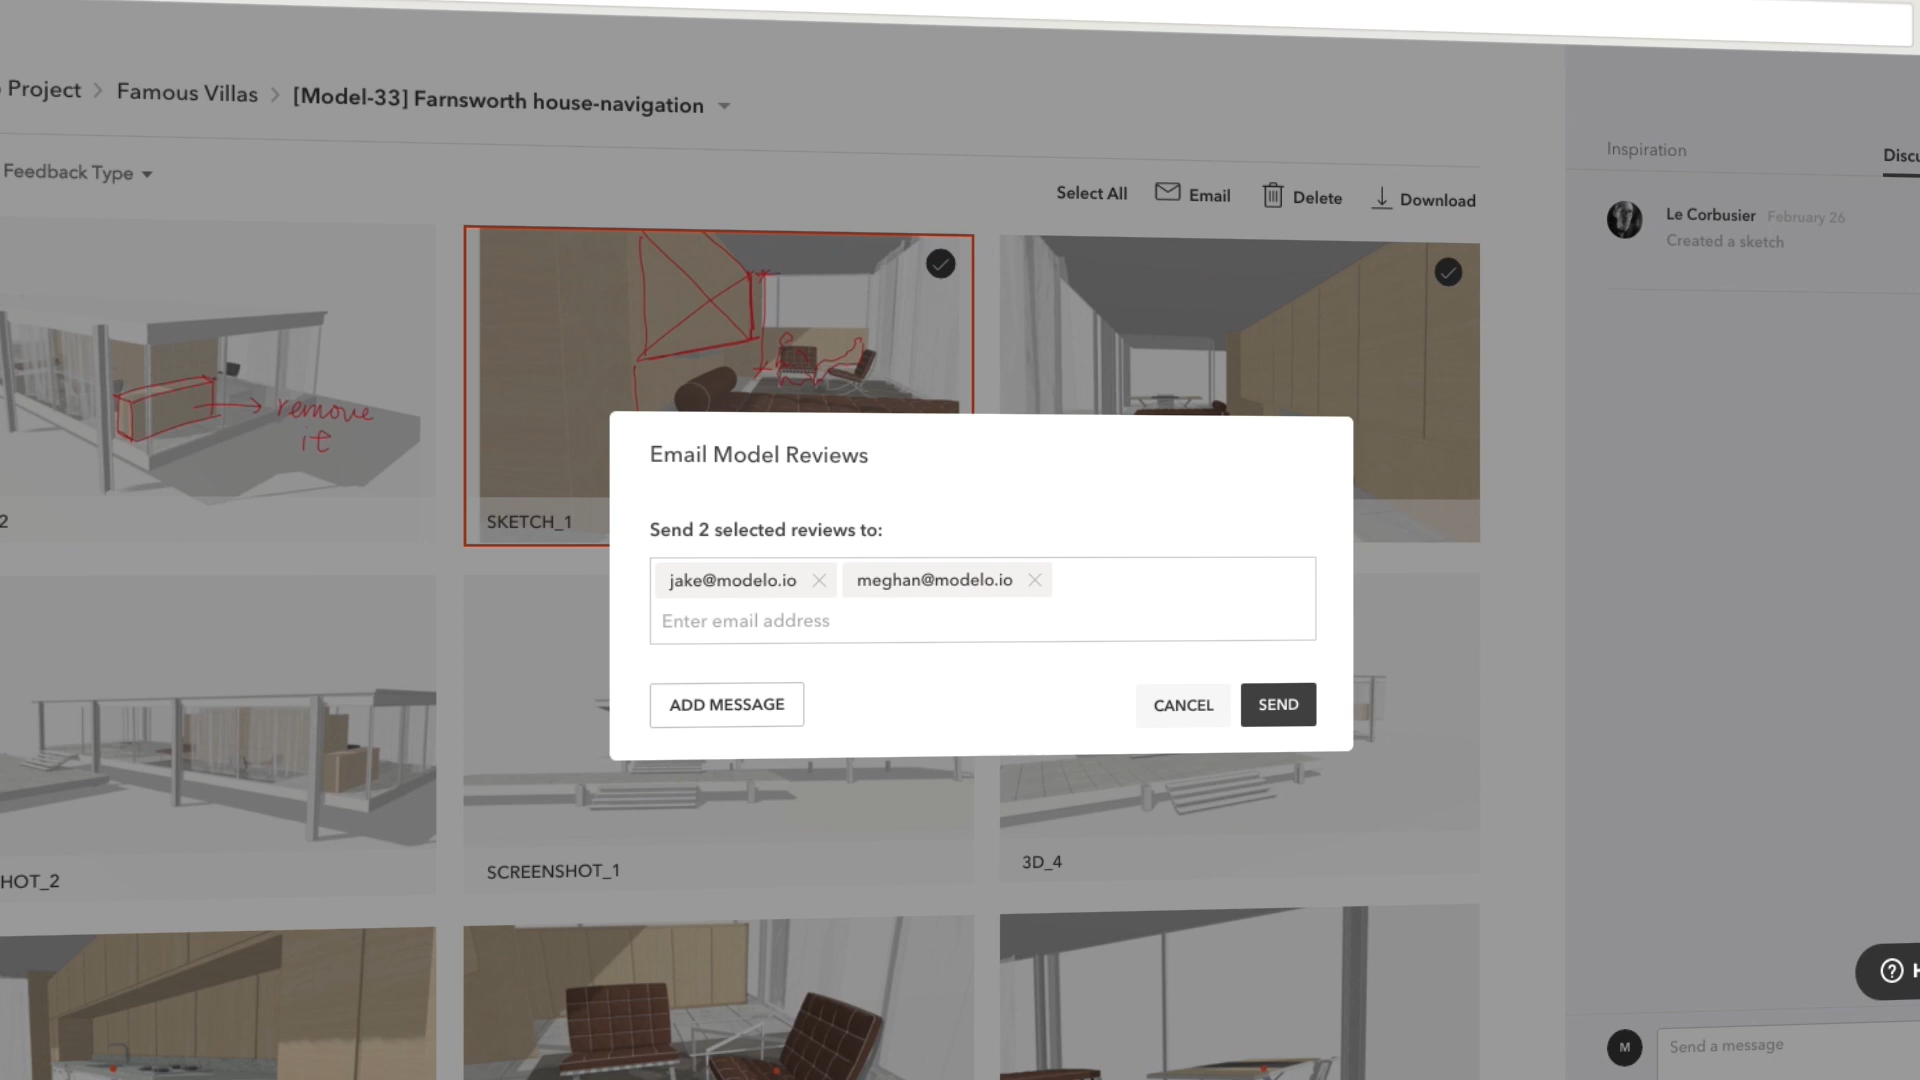 Project > Famous Villas > [Model-33] Farnsworth house-navigation
Feedback Type
Select All Email Delete Download
Inspiration
Le Corbusier February 26
Created a sketch
remove
it
2
SKETCH_1
Email Model Reviews
Send 2 selected reviews to:
jake@modelo.io meghan@modelo.io
Enter email address
ADD MESSAGE CANCEL SEND
HOT_2
SCREENSHOT_1
3D_4
?
M
Send a message